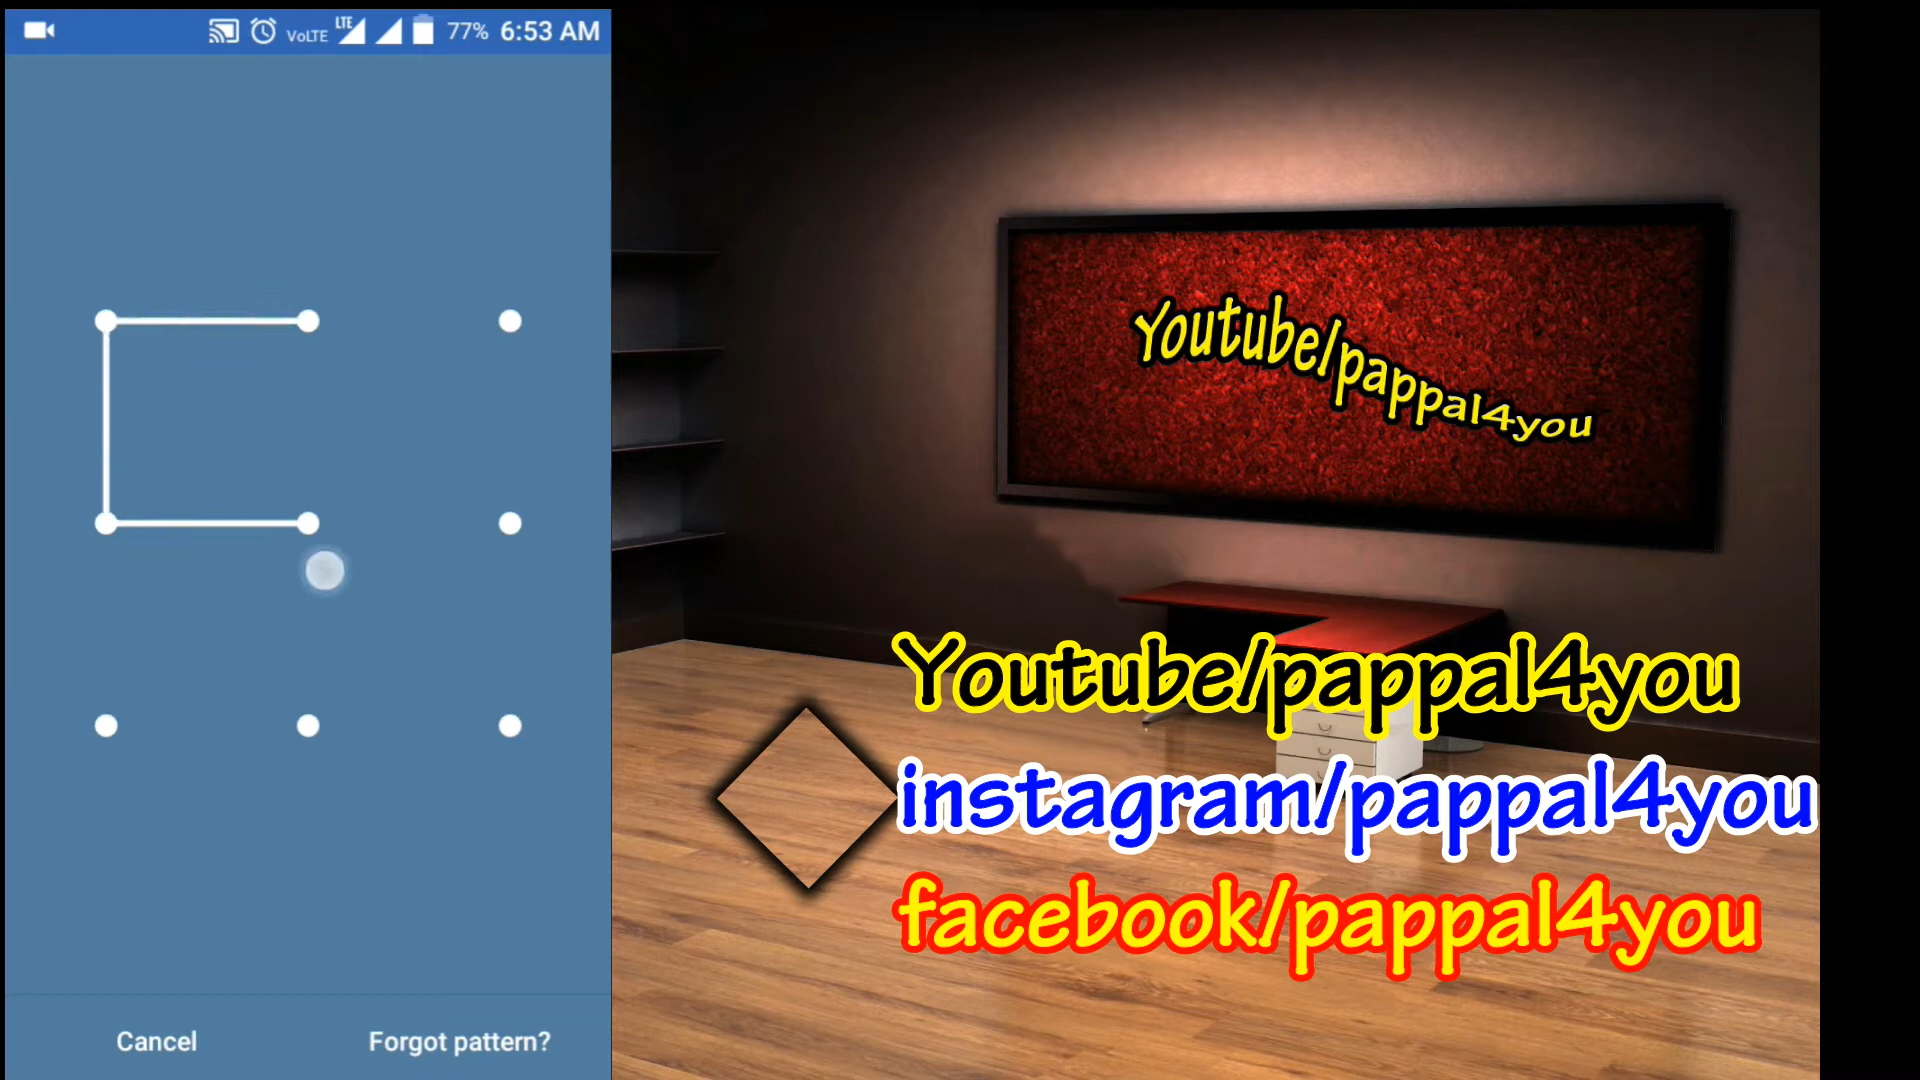 VoLTE LTE 77% 6:53 AM
Youtube/pappal4you
Youtube/pappal4you
instagram/pappal4you
facebook/pappal4you
Cancel Forgot pattern?